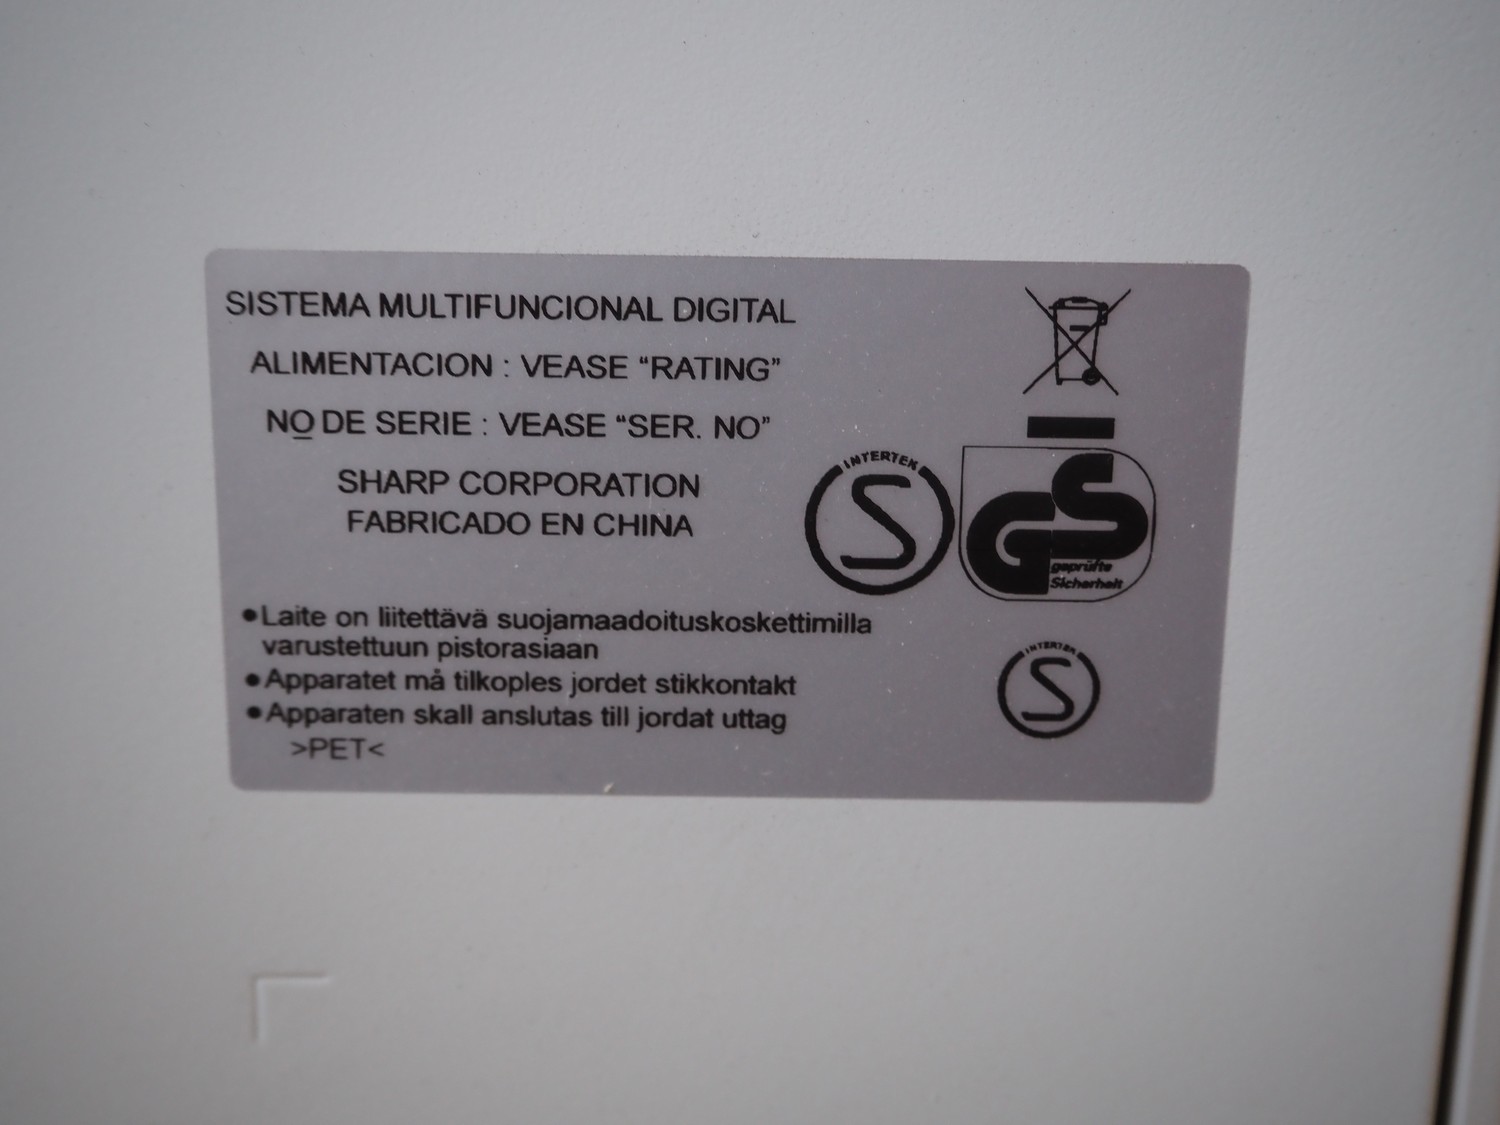 SISTEMA MULTIFUNCIONAL DIGITAL
ALIMENTACION : VEASE “RATING”
NO DE SERIE : VEASE “SER. NO”
SHARP CORPORATION
FABRICADO EN CHINA
INTERTEK
S
GS
geprüfte
Sicherheit
●Laite on liitettävä suojamaadoituskoskettimilla
varustettuun pistorasiaan
●Apparatet må tilkoples jordet stikkontakt
●Apparaten skall anslutas till jordat uttag
>PET<
INTERTEK
S